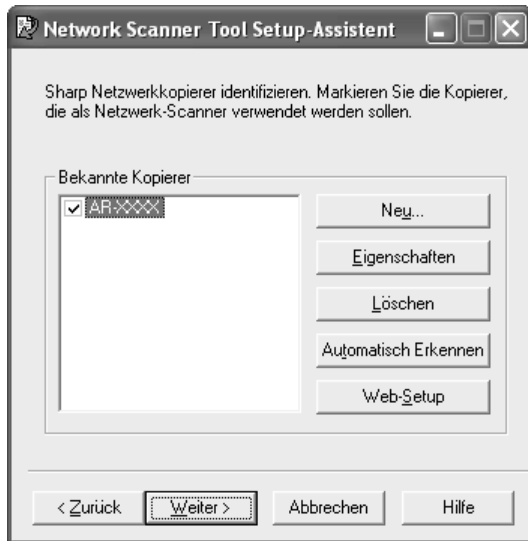 Network Scanner Tool Setup-Assistent
Sharp Netzwerkkopierer identifizieren. Markieren Sie die Kopierer,
die als Netzwerk-Scanner verwendet werden sollen.
Bekannte Kopierer
AR-XXXX
Neu...
Eigenschaften
Löschen
Automatisch Erkennen
Web-Setup
< Zurück
Weiter >
Abbrechen
Hilfe